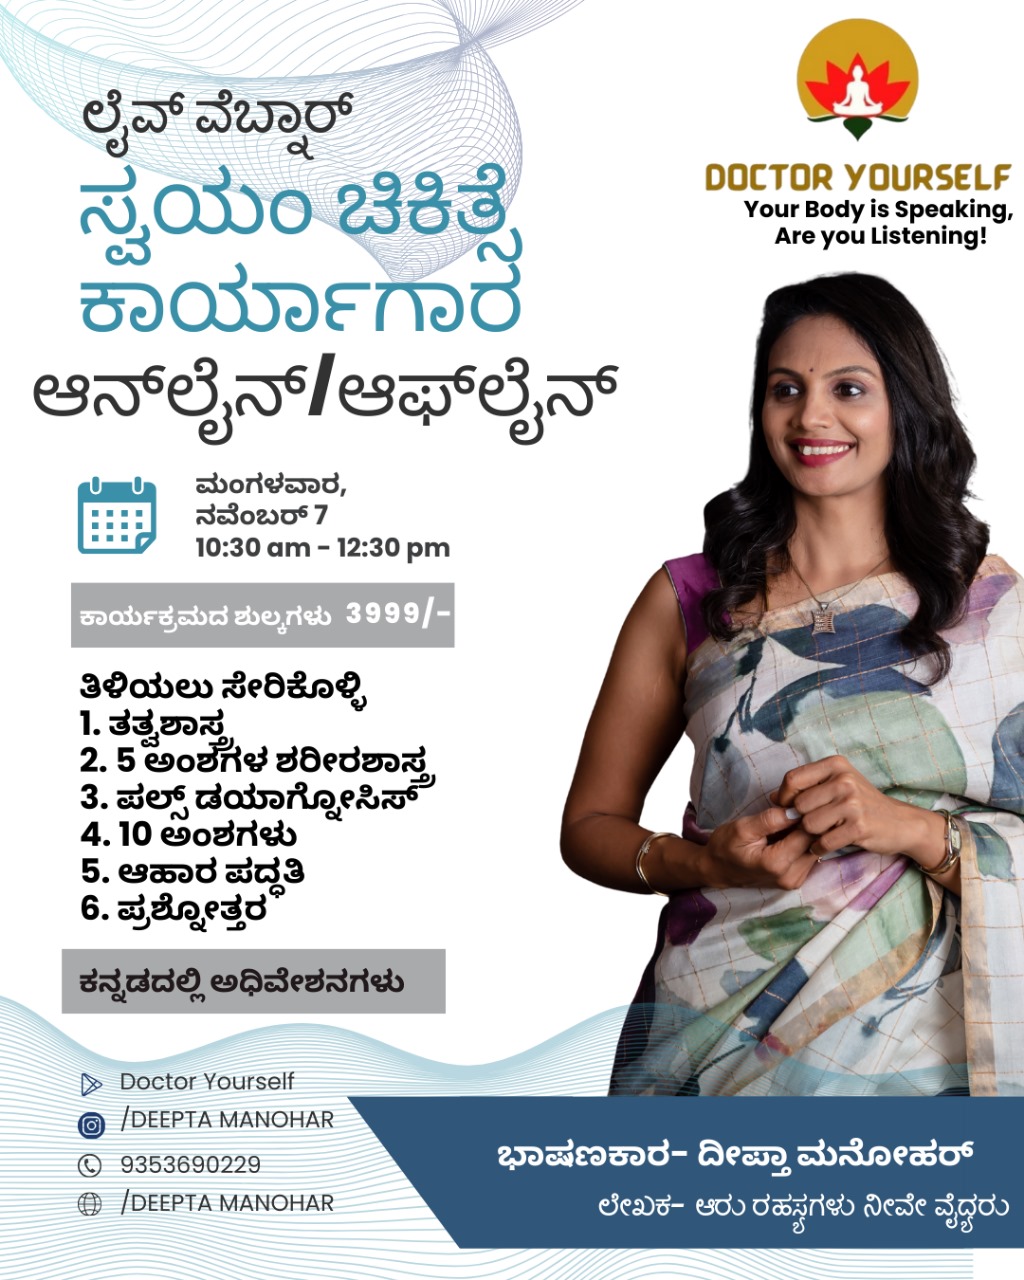 ಲೈವ್ ವೆಬ್ನಾರ್
ಸ್ವಯಂ ಚಿಕಿತ್ಸೆ
ಕಾರ್ಯಾಗಾರ
ಆನ್‌ಲೈನ್/ಆಫ್‌ಲೈನ್
DOCTOR YOURSELF
Your Body is Speaking,
Are you Listening!
ಮಂಗಳವಾರ,
ನವೆಂಬರ್ 7
10:30 am - 12:30 pm
ಕಾರ್ಯಕ್ರಮದ ಶುಲ್ಕಗಳು 3999/-
ತಿಳಿಯಲು ಸೇರಿಕೊಳ್ಳಿ
1. ತತ್ವಶಾಸ್ತ್ರ
2. 5 ಅಂಶಗಳ ಶರೀರಶಾಸ್ತ್ರ
3. ಪಲ್ಸ್ ಡಯಾಗ್ನೋಸಿಸ್
4. 10 ಅಂಶಗಳು
5. ಆಹಾರ ಪದ್ಧತಿ
6. ಪ್ರಶ್ನೋತ್ತರ
ಕನ್ನಡದಲ್ಲಿ ಅಧಿವೇಶನಗಳು
Doctor Yourself
/DEEPTA MANOHAR
9353690229
/DEEPTA MANOHAR
ಭಾಷಣಕಾರ- ದೀಪ್ತಾ ಮನೋಹರ್
ಲೇಖಕ- ಆರು ರಹಸ್ಯಗಳು ನೀವೇ ವೈದ್ಯರು